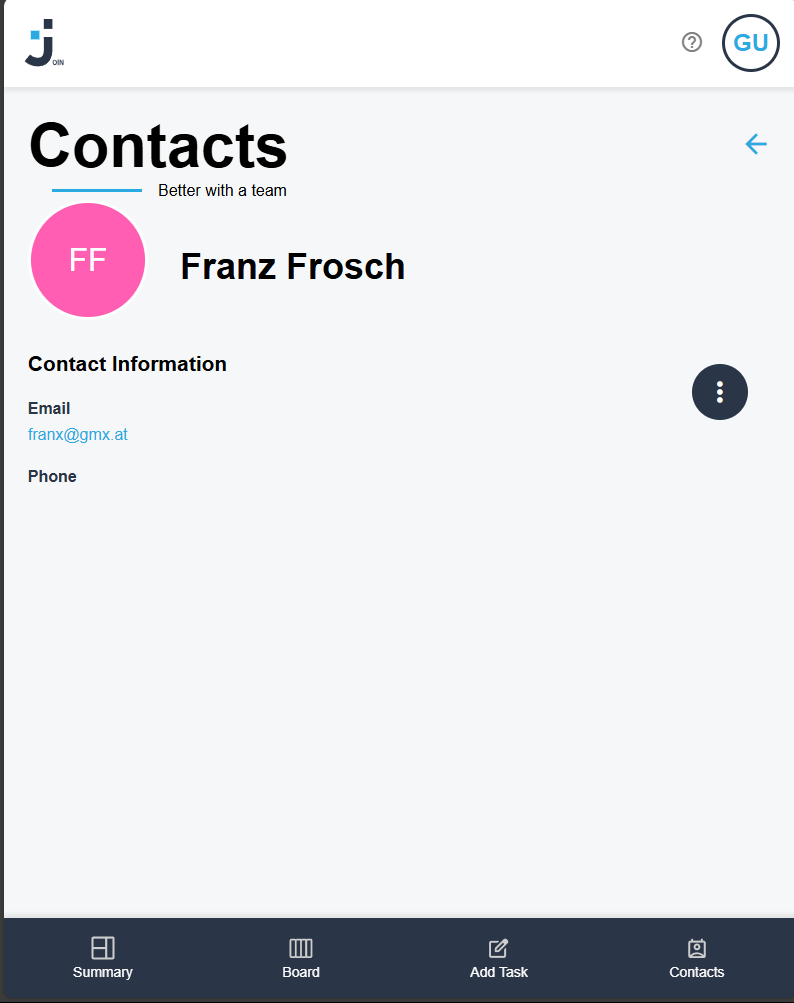 OIN
GU
Contacts
Better with a team
FF
Franz Frosch
Contact Information
Email
franx@gmx.at
Phone
Summary
Board
Add Task
Contacts